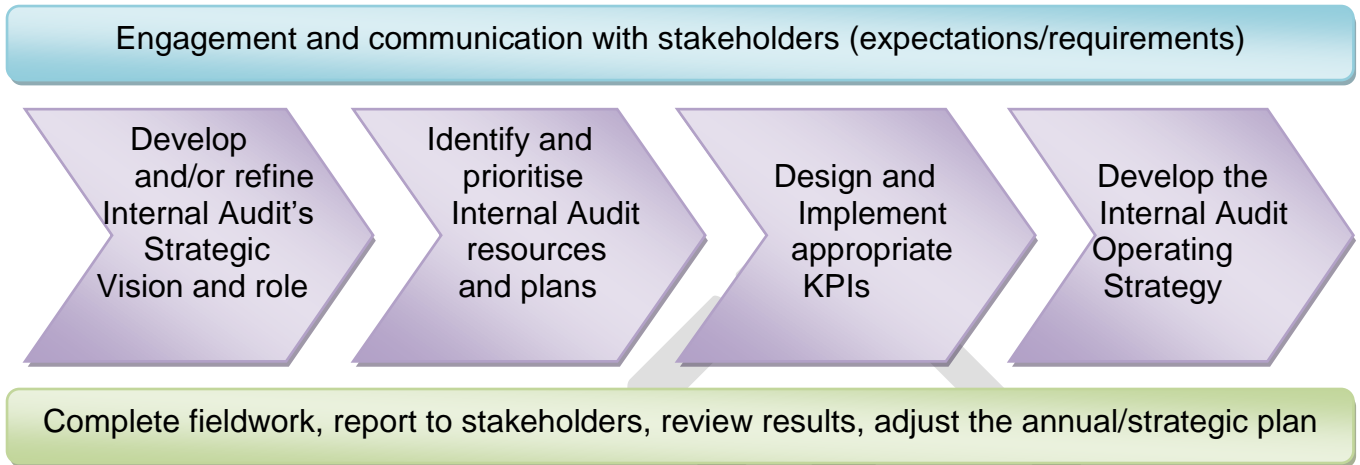 Engagement and communication with stakeholders (expectations/requirements)
Develop
and/or refine
Internal Audit’s
Strategic
Vision and role
Identify and
prioritise
Internal Audit
resources
and plans
Design and
Implement
appropriate
KPIs
Develop the
Internal Audit
Operating
Strategy
Complete fieldwork, report to stakeholders, review results, adjust the annual/strategic plan